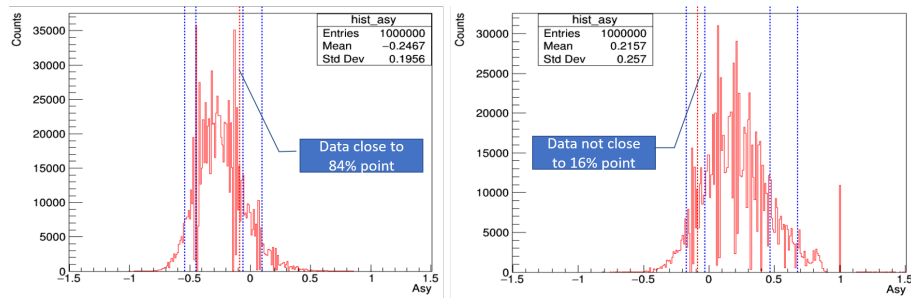 hist_asy
Entries 1000000
Mean −0.2467
Std Dev 0.1956
Counts
35000
30000
25000
20000
15000
10000
5000
0
−1.5
−1
−0.5
0
0.5
1
1.5
Asy
Data close to
84% point
hist_asy
Entries 1000000
Mean 0.2157
Std Dev 0.257
Counts
30000
25000
20000
15000
10000
5000
0
−1.5
−1
−0.5
0
0.5
1
1.5
Asy
Data not close
to 16% point